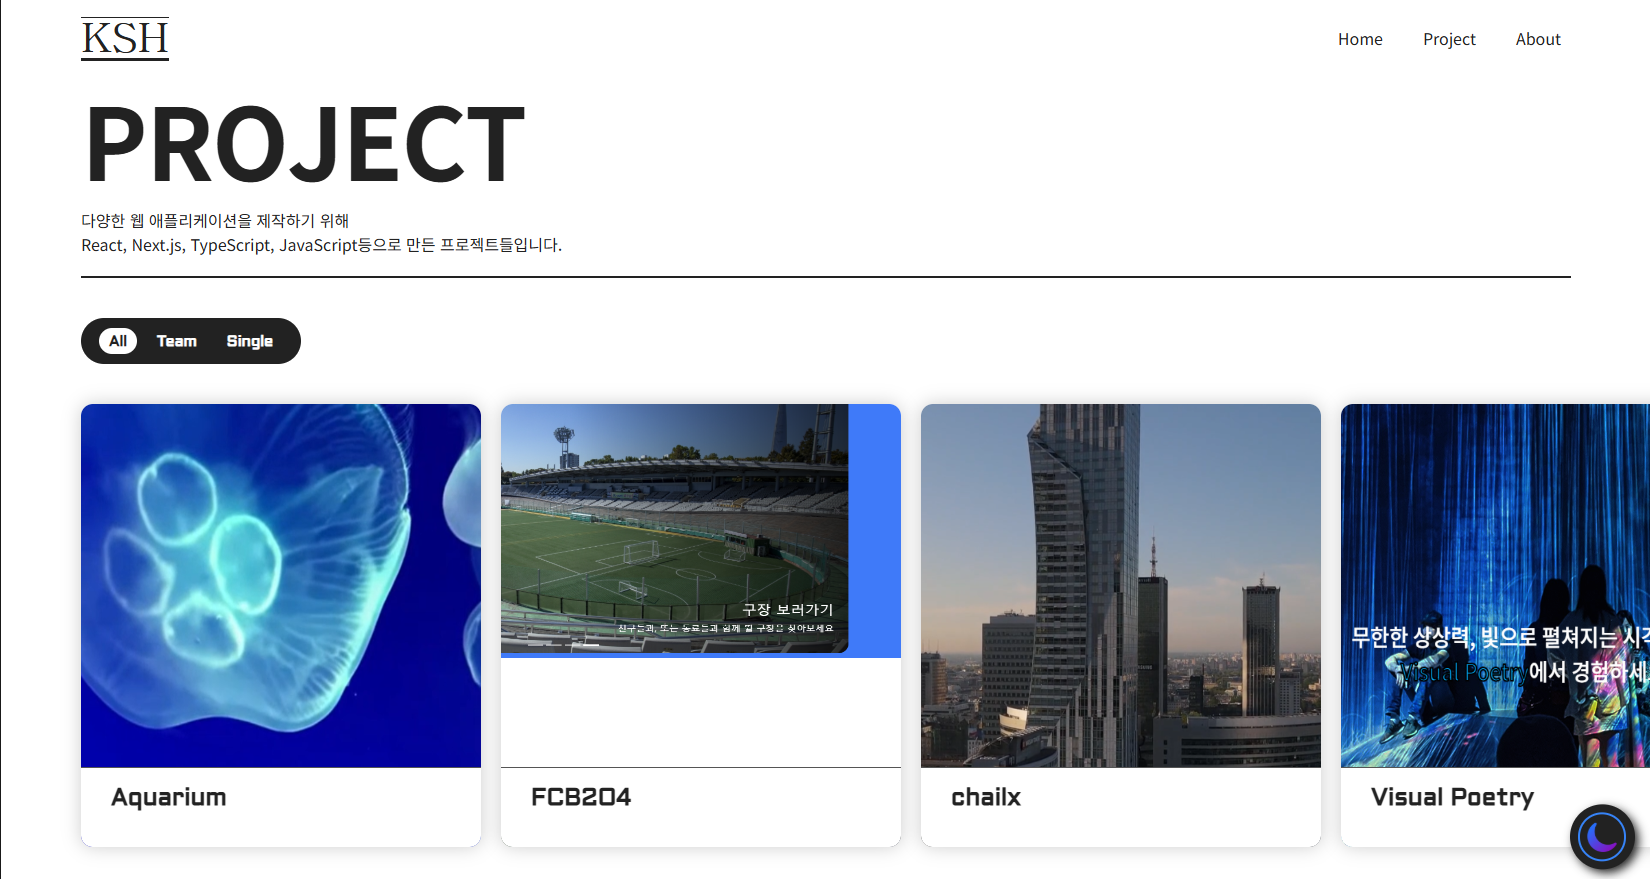 KSH
Home Project About
PROJECT
다양한 웹 애플리케이션을 제작하기 위해
React, Next.js, TypeScript, JavaScript등으로 만든 프로젝트들입니다.
All Team Single
구장 보러가기
친구들과, 또는 동료들과 함께 뛸 구장을 찾아보세요
무한한 상상력, 빛으로 펼쳐지는 시각
Visual Poetry에서 경험하세
Aquarium
FCB204
chailx
Visual Poetry